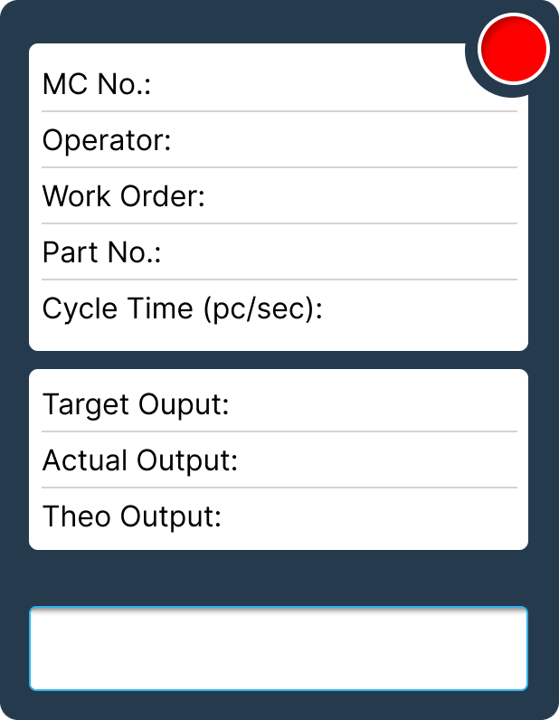 MC No.:
Operator:
Work Order:
Part No.:
Cycle Time (pc/sec):
Target Ouput:
Actual Output:
Theo Output: